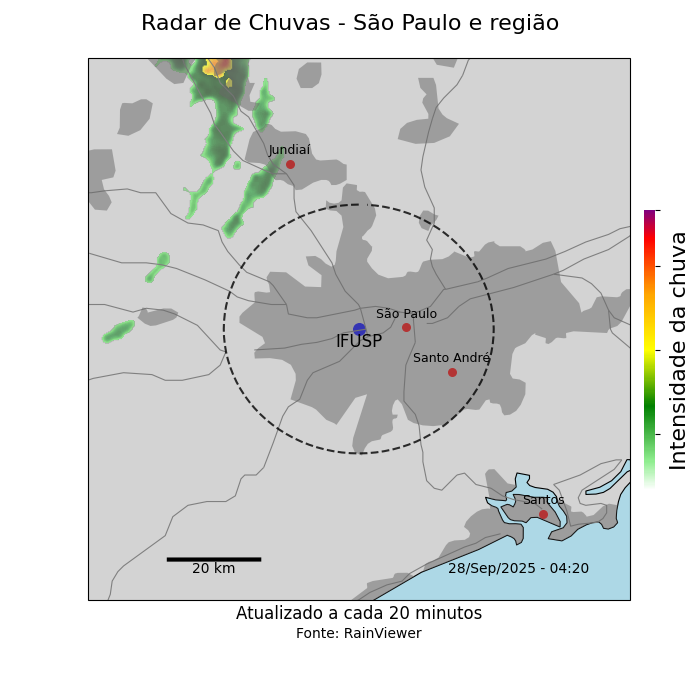 Radar de Chuvas - São Paulo e região
Jundiaí
São Paulo
IFUSP
Santo André
Santos
20 km
28/Sep/2025 - 04:20
Intensidade da chuva
Atualizado a cada 20 minutos
Fonte: RainViewer